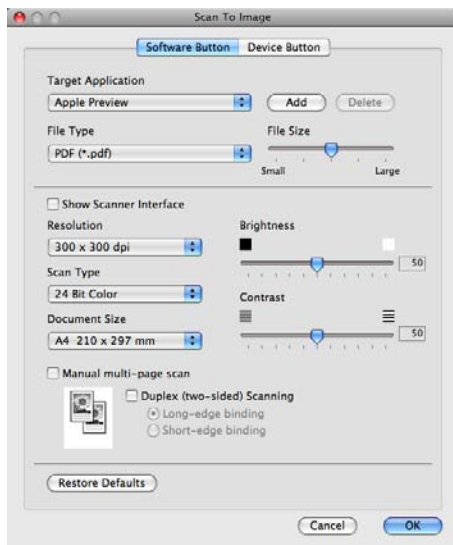 Scan To Image
Software Button Device Button
Target Application
Apple Preview Add Delete
File Type File Size
PDF (*.pdf)
Small Large
Show Scanner Interface
Resolution Brightness
300 x 300 dpi
50
Scan Type
24 Bit Color Contrast
Document Size
A4 210 x 297 mm 50
Manual multi-page scan
Duplex (two-sided) Scanning
Long-edge binding
Short-edge binding
Restore Defaults
Cancel OK